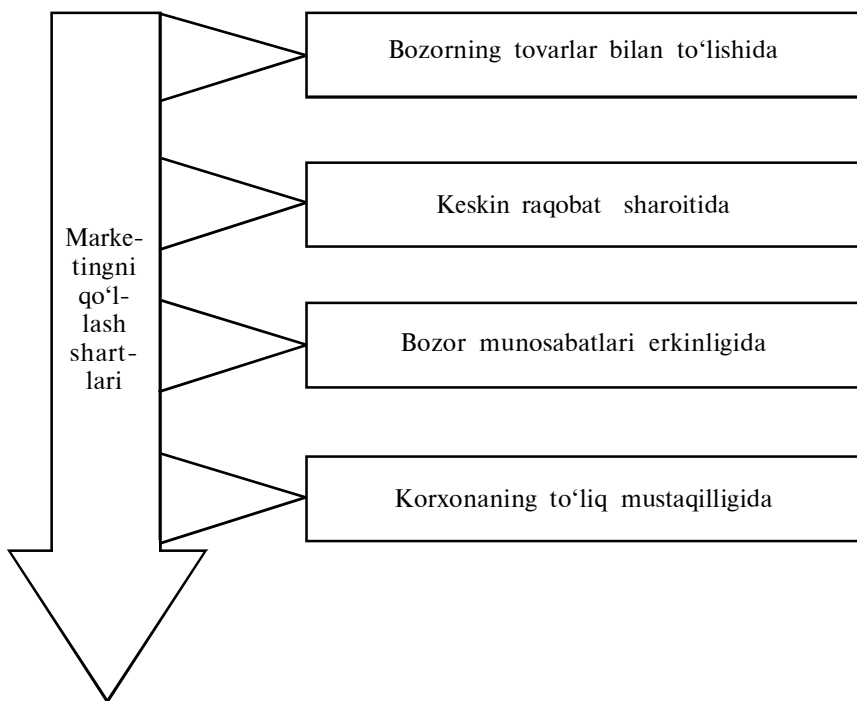 Bozorning tovarlar bilan to‘lishida
Keskin raqobat sharoitida
Marke-
tingni
qo‘l-
lash
shart-
lari
Bozor munosabatlari erkinligida
Korxonaning to‘liq mustaqilligida